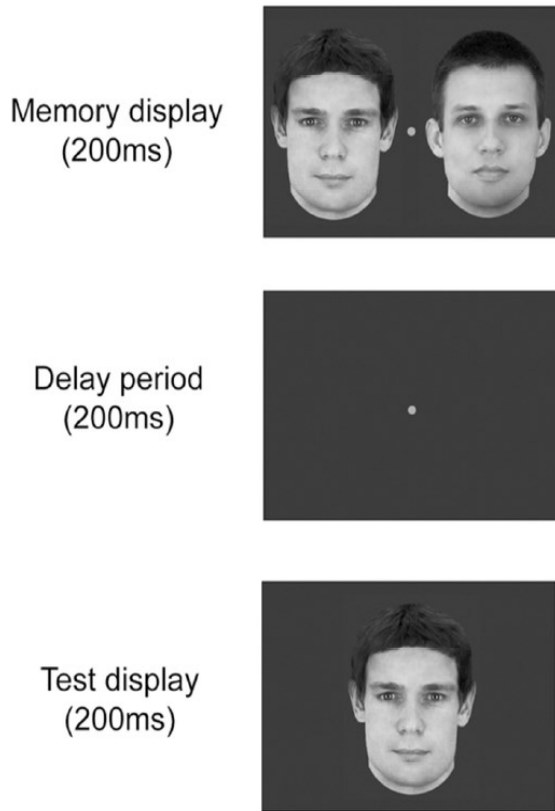 Memory display
(200ms)
Delay period
(200ms)
Test display
(200ms)